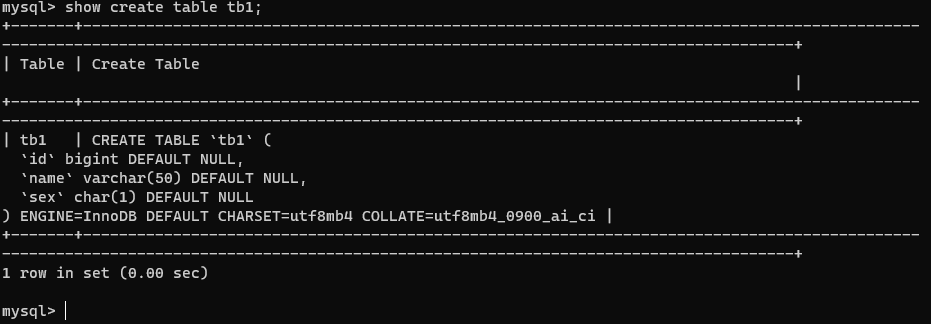 mysql> show create table tb1;
+-------+---------------------------------------------------------------------------------------------
-----------------------------------------------------------------------------------------+
| Table | Create Table
                                                                                         |
+-------+---------------------------------------------------------------------------------------------
-----------------------------------------------------------------------------------------+
| tb1   | CREATE TABLE `tb1` (
  `id` bigint DEFAULT NULL,
  `name` varchar(50) DEFAULT NULL,
  `sex` char(1) DEFAULT NULL
) ENGINE=InnoDB DEFAULT CHARSET=utf8mb4 COLLATE=utf8mb4_0900_ai_ci |
+-------+---------------------------------------------------------------------------------------------
-----------------------------------------------------------------------------------------+
1 row in set (0.00 sec)

mysql>